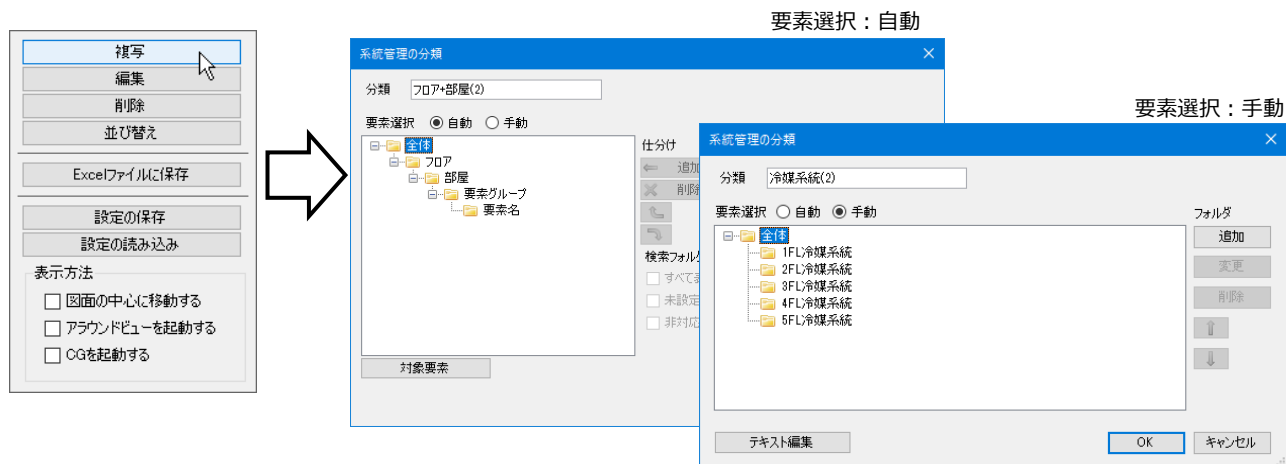 複写
編集
削除
並び替え
Excelファイルに保存
設定の保存
設定の読み込み
表示方法
図面の中心に移動する
アラウンドビューを起動する
CGを起動する
要素選択：自動
系統管理の分類
分類 フロア+部屋(2)
要素選択 自動 手動
全体
フロア
部屋
要素グループ
要素名
仕分け
追加
削除
検索フォル
すべて
未設定
非対応
対象要素
要素選択：手動
系統管理の分類
分類 冷媒系統(2)
要素選択 自動 手動
全体
1FL冷媒系統
2FL冷媒系統
3FL冷媒系統
4FL冷媒系統
5FL冷媒系統
フォルダ
追加
変更
削除
テキスト編集
OK
キャンセル